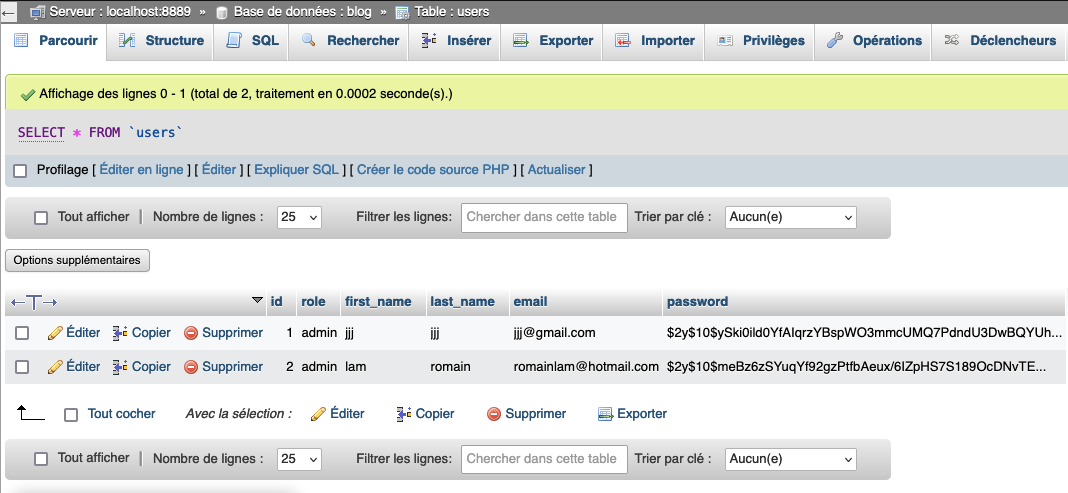 Serveur : localhost:8889 » Base de données : blog » Table : users
Parcourir Structure SQL Rechercher Insérer Exporter Importer Privilèges Opérations Déclencheurs
Affichage des lignes 0 - 1 (total de 2, traitement en 0.0002 seconde(s).)
SELECT * FROM `users`
Profilage [ Éditer en ligne ] [ Éditer ] [ Expliquer SQL ] [ Créer le code source PHP ] [ Actualiser ]
Tout afficher | Nombre de lignes : 25 Filtrer les lignes: Chercher dans cette table Trier par clé : Aucun(e)
Options supplémentaires
←T→ id role first_name last_name email password
Éditer Copier Supprimer 1 admin jjj jjj jjj@gmail.com $2y$10$ySki0ild0YfAIqrzYBspWO3mmcUMQ7PdndU3DwBQYUh...
Éditer Copier Supprimer 2 admin lam romain romainlam@hotmail.com $2y$10$meBz6zSYuqYf92gzPtfbAeux/6IZpHS7S189OcDNvTE...
Tout cocher Avec la sélection : Éditer Copier Supprimer Exporter
Tout afficher | Nombre de lignes : 25 Filtrer les lignes: Chercher dans cette table Trier par clé : Aucun(e)